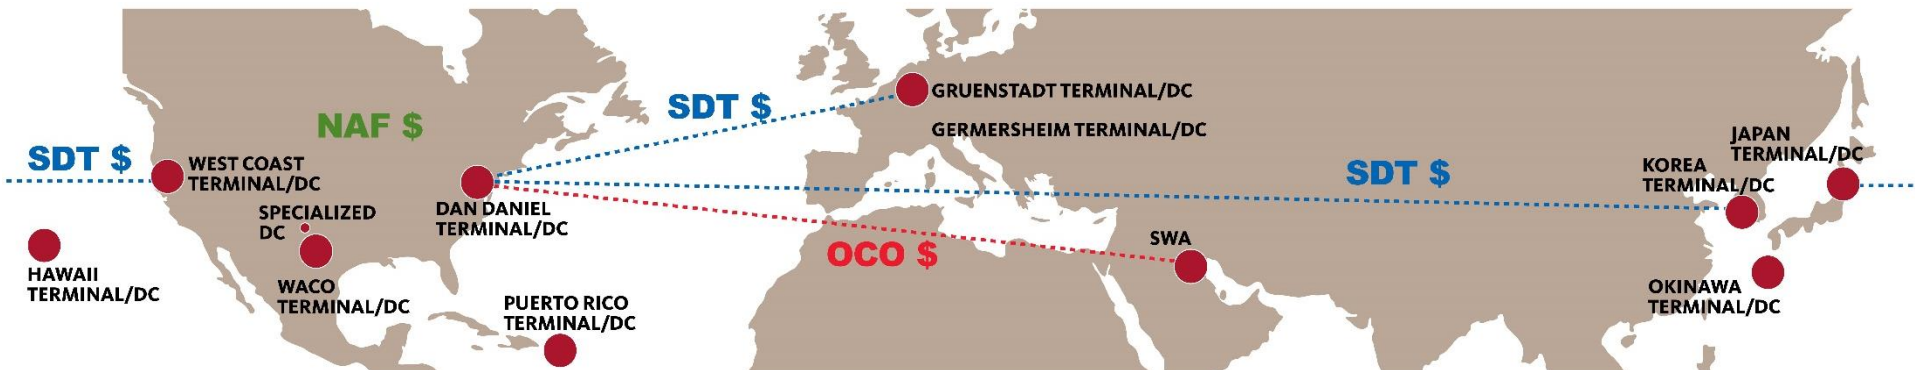 SDT $
WEST COAST
TERMINAL/DC
HAWAII
TERMINAL/DC
NAF $
SPECIALIZED
DC
WACO
TERMINAL/DC
DAN DANIEL
TERMINAL/DC
PUERTO RICO
TERMINAL/DC
SDT $
GRUENSTADT TERMINAL/DC
GERMERSHEIM TERMINAL/DC
OCO $
SWA
SDT $
KOREA
TERMINAL/DC
JAPAN
TERMINAL/DC
OKINAWA
TERMINAL/DC